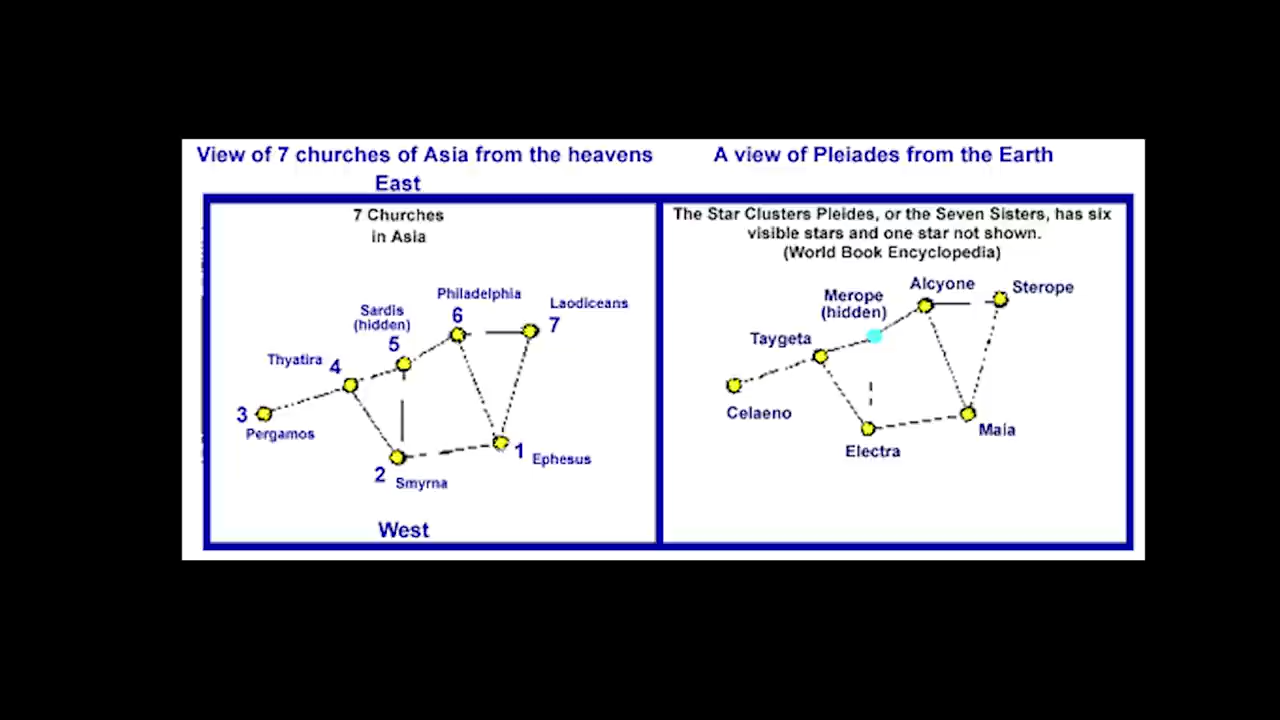 View of 7 churches of Asia from the heavens
East
7 Churches
in Asia
Philadelphia
6
Laodiceans
7
Sardis
(hidden)
5
Thyatira
4
3
Pergamos
2
Smyrna
1
Ephesus
West
A view of Pleiades from the Earth
The Star Clusters Pleides, or the Seven Sisters, has six
visible stars and one star not shown.
(World Book Encyclopedia)
Alcyone
Sterope
Merope
(hidden)
Taygeta
Celaeno
Maia
Electra